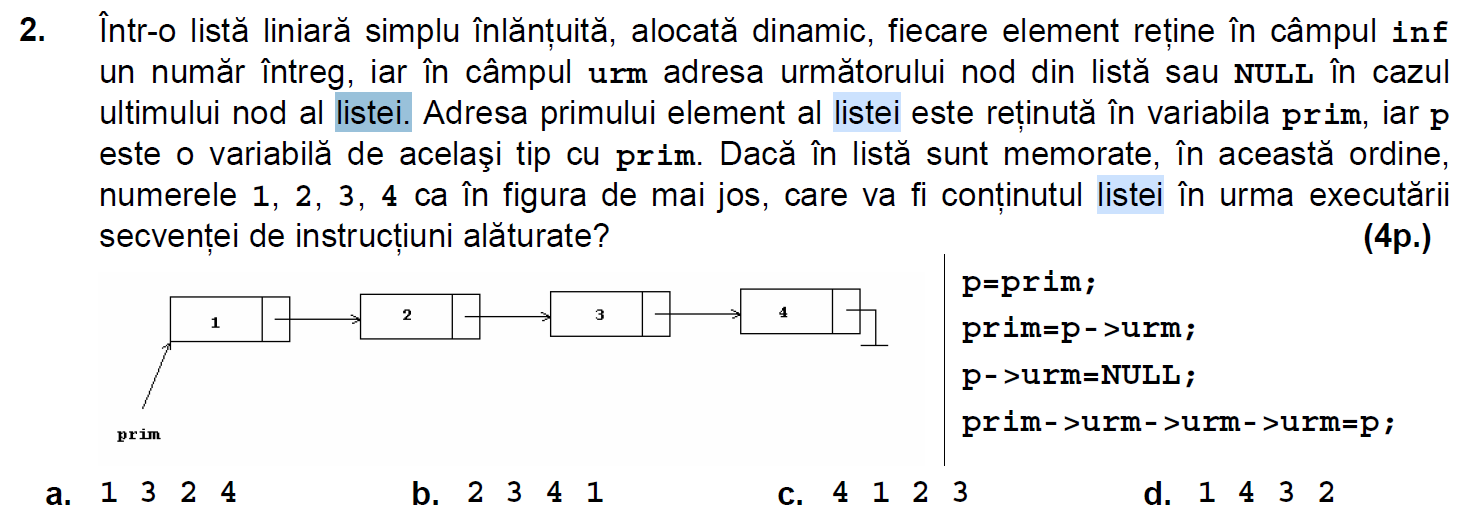 2. Într-o listă liniară simplu înlănțuită, alocată dinamic, fiecare element reține în câmpul inf
un număr întreg, iar în câmpul urm adresa următorului nod din listă sau NULL în cazul
ultimului nod al listei. Adresa primului element al listei este reținută în variabila prim, iar p
este o variabilă de același tip cu prim. Dacă în listă sunt memorate, în această ordine,
numerele 1, 2, 3, 4 ca în figura de mai jos, care va fi conținutul listei în urma executării
secvenței de instrucțiuni alăturate? (4p.)
1 2 3 4
prim
p=prim;
prim=p->urm;
p->urm=NULL;
prim->urm->urm->urm=p;
a. 1 3 2 4 b. 2 3 4 1 c. 4 1 2 3 d. 1 4 3 2